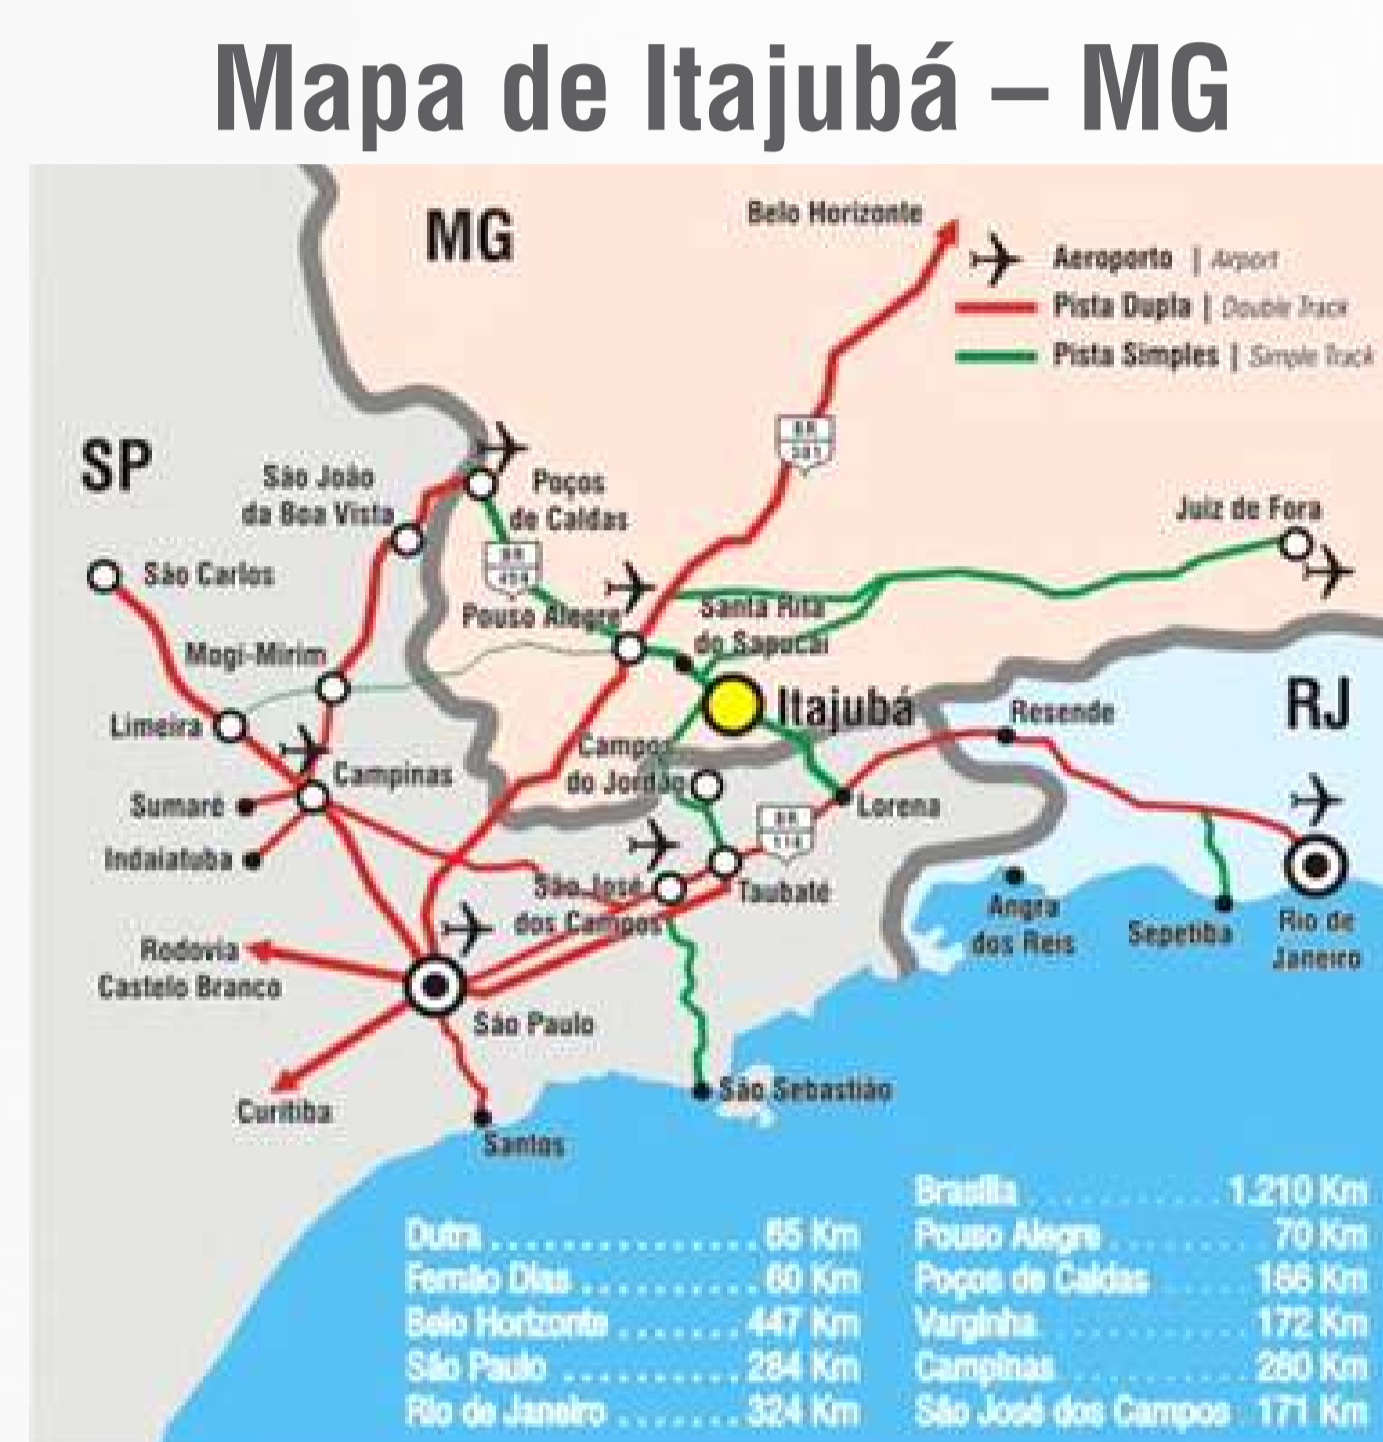 Mapa de Itajubá – MG
MG
Belo Horizonte
Aeroporto | Airport
Pista Dupla | Double Track
Pista Simples | Simple Track
BR
381
SP
São João
da Boa Vista
Poços
de Caldas
BR
459
Juiz de Fora
São Carlos
Pouso Alegre
Santa Rita
do Sapucaí
Mogi-Mirim
Itajubá
RJ
Resende
Limeira
Campos
do Jordão
Campinas
Sumaré
Lorena
BR
116
Indaiatuba
São José
dos Campos
Taubaté
Angra
dos Reis
Sepetiba
Rio de
Janeiro
Rodovia
Castelo Branco
São Paulo
Curitiba
São Sebastião
Santos
Dutra . . . . . . . . . . . . . . . 65 Km
Fernão Dias . . . . . . . . . . 60 Km
Belo Horizonte . . . . . . . 447 Km
São Paulo . . . . . . . . . . 284 Km
Rio de Janeiro . . . . . . . 324 Km
Brasília . . . . . . . . . . . 1.210 Km
Pouso Alegre . . . . . . . . 70 Km
Poços de Caldas . . . . . 166 Km
Varginha . . . . . . . . . . . 172 Km
Campinas . . . . . . . . . . 260 Km
São José dos Campos 171 Km